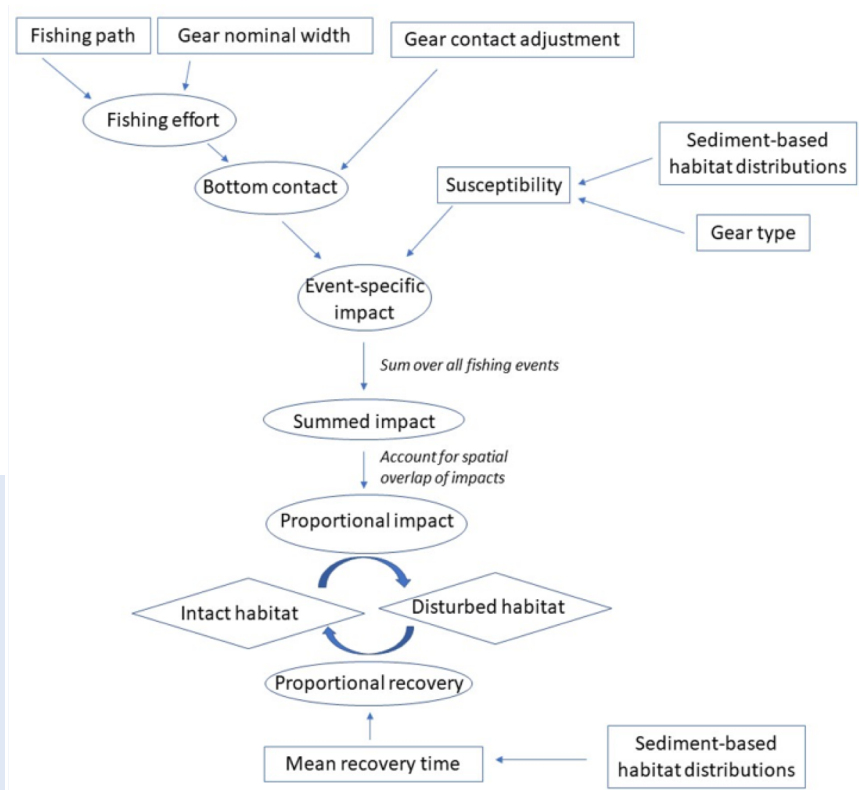 Fishing path
Gear nominal width
Gear contact adjustment
Fishing effort
Sediment-based
habitat distributions
Bottom contact
Susceptibility
Gear type
Event-specific
impact
Sum over all fishing events
Summed impact
Account for spatial
overlap of impacts
Proportional impact
Intact habitat
Disturbed habitat
Proportional recovery
Mean recovery time
Sediment-based
habitat distributions